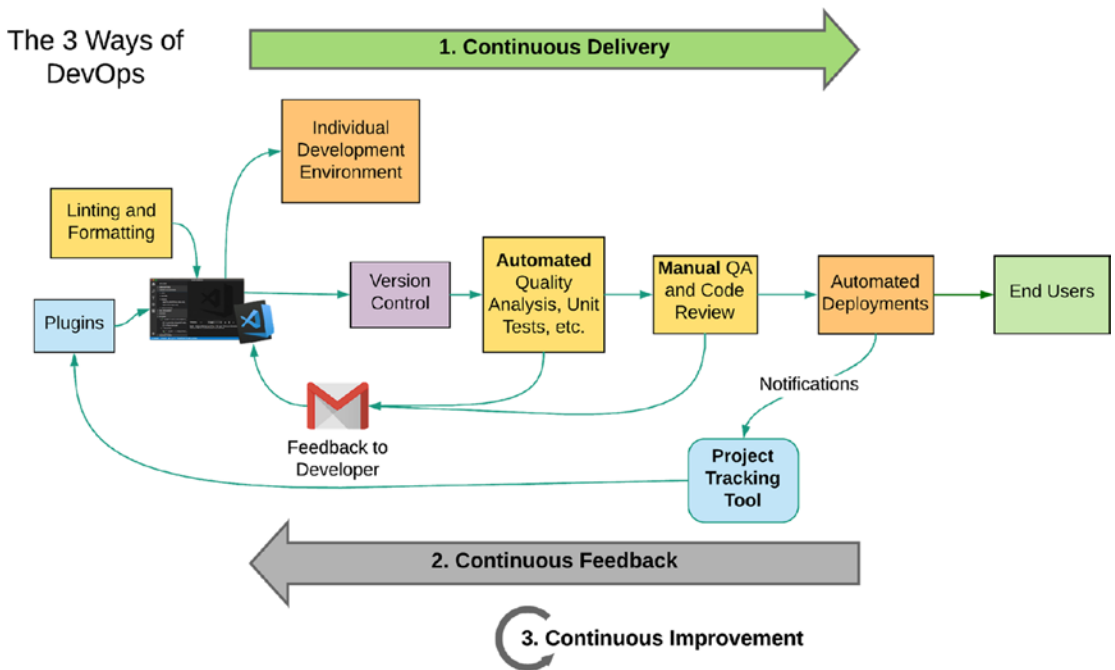 The 3 Ways of
DevOps
1. Continuous Delivery
Individual
Development
Environment
Linting and
Formatting
Plugins
Version
Control
Automated
Quality
Analysis, Unit
Tests, etc.
Manual QA
and Code
Review
Automated
Deployments
End Users
Notifications
Feedback to
Developer
Project
Tracking
Tool
2. Continuous Feedback
3. Continuous Improvement